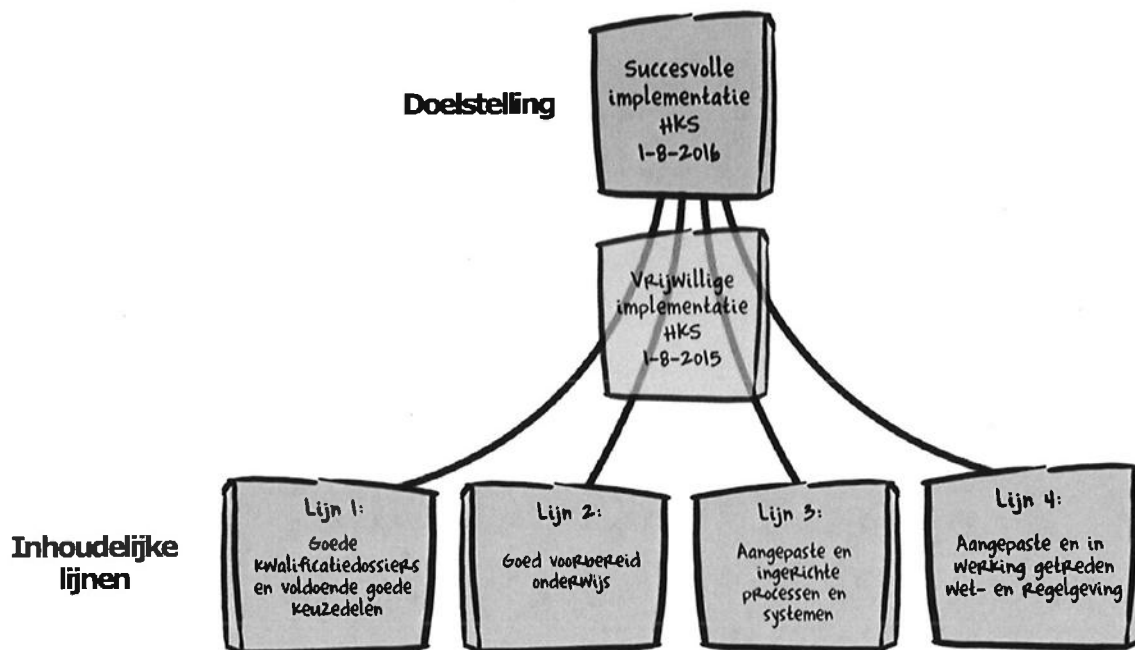 Doelstelling
Succesvolle
implementatie
HKS
1-8-2016
Vrijwillige
implementatie
HKS
1-8-2015
Inhoudelijke
lijnen
Lijn 1:
Goede
kwalificatiedossiers
en voldoende goede
keuzedelen
Lijn 2:
Goed voorbereid
onderwijs
Lijn 3:
Aangepaste en
ingerichte
processen en
systemen
Lijn 4:
Aangepaste en in
werking getreden
wet- en regelgeving